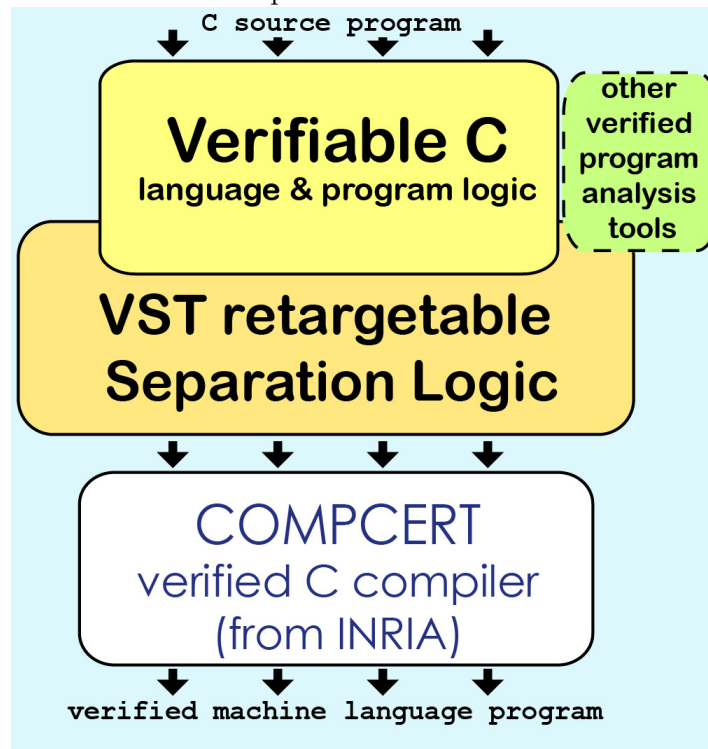 C source program
Verifiable C
language & program logic
other
verified
program
analysis
tools
VST retargetable
Separation Logic
COMPCERT
verified C compiler
(from INRIA)
verified machine language program